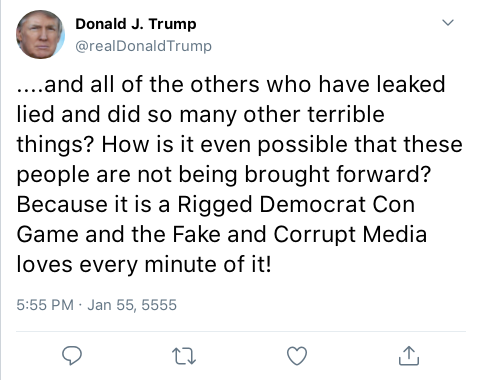 Donald J. Trump
@realDonaldTrump
....and all of the others who have leaked
lied and did so many other terrible
things? How is it even possible that these
people are not being brought forward?
Because it is a Rigged Democrat Con
Game and the Fake and Corrupt Media
loves every minute of it!
5:55 PM · Jan 55, 5555